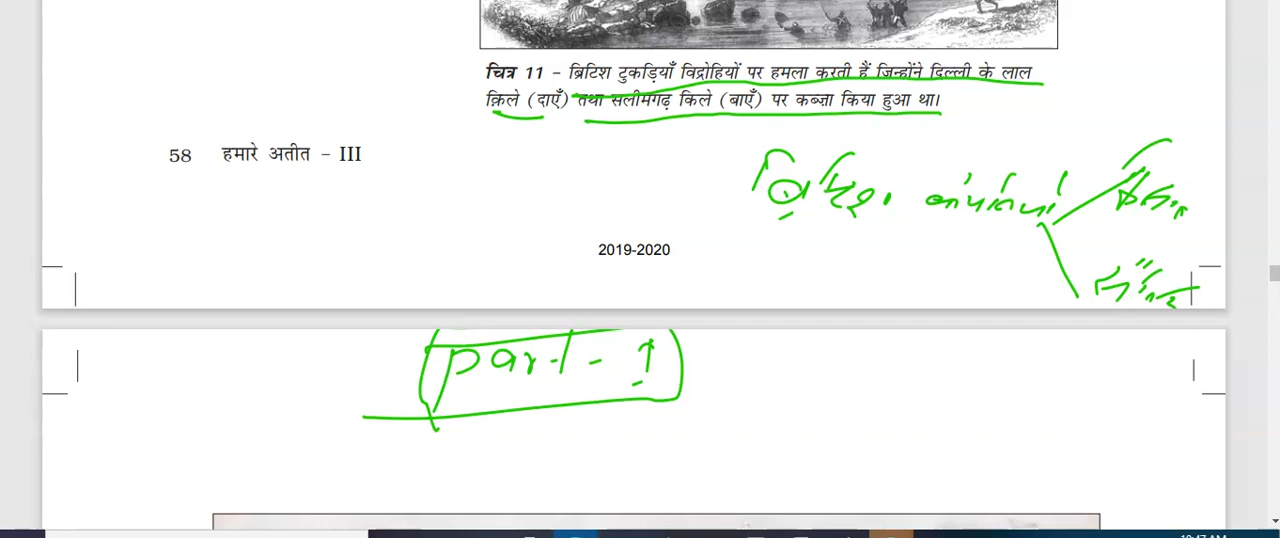 चित्र 11 – ब्रिटिश टुकड़ियाँ विद्रोहियों पर हमला करती हैं जिन्होंने दिल्ली के लाल
क़िले (दाएँ) तथा सलीमगढ़ किले (बाएँ) पर कब्ज़ा किया हुआ था।
58 हमारे अतीत – III
2019-2020
Part - 1